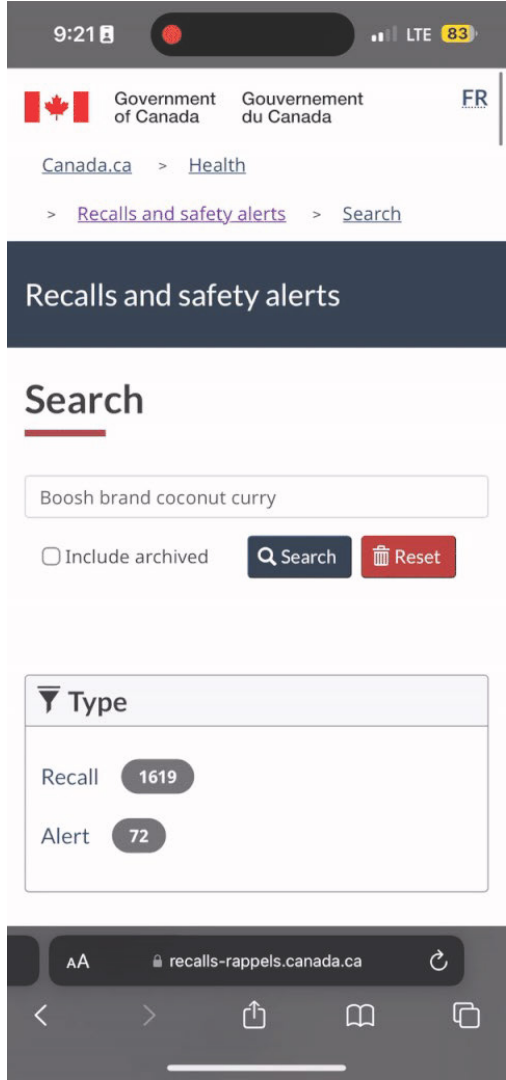 9:21
LTE 83
Government of Canada
Gouvernement du Canada
FR
Canada.ca > Health
> Recalls and safety alerts > Search
Recalls and safety alerts
Search
Boosh brand coconut curry
Include archived
Search
Reset
Type
Recall 1619
Alert 72
AA
recalls-rappels.canada.ca